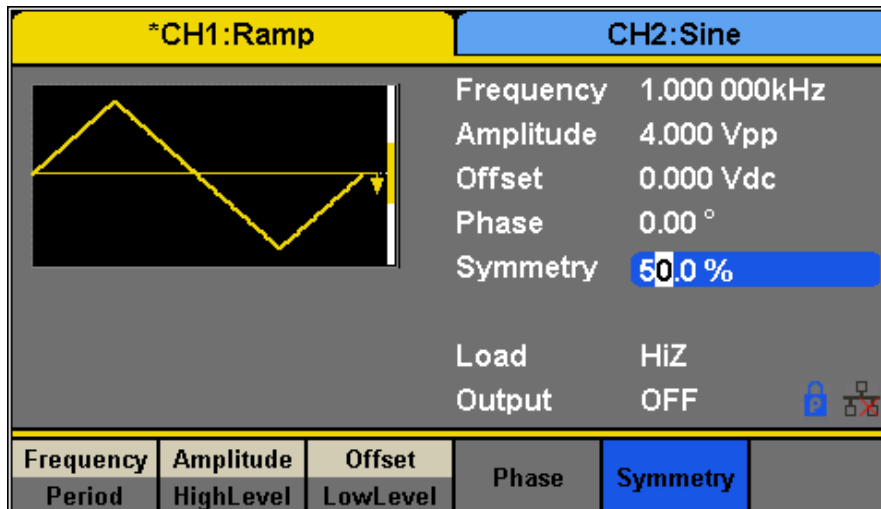 *CH1:Ramp
CH2:Sine
Frequency 1.000 000kHz
Amplitude 4.000 Vpp
Offset 0.000 Vdc
Phase 0.00 °
Symmetry 50.0 %
Load HiZ
Output OFF
P
Frequency Amplitude Offset Phase Symmetry
Period HighLevel LowLevel